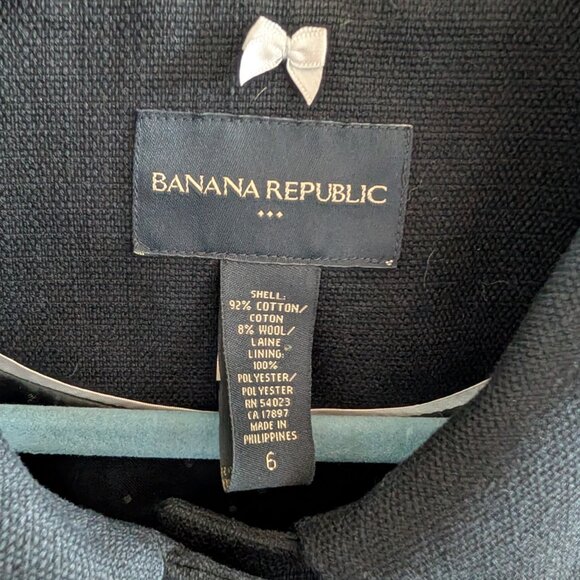 BANANA REPUBLIC
SHELL:
92% COTTON/
COTON
8% WOOL/
LAINE
LINING:
100%
POLYESTER/
POLYESTER
RN 54023
CA 17897
MADE IN
PHILIPPINES
6